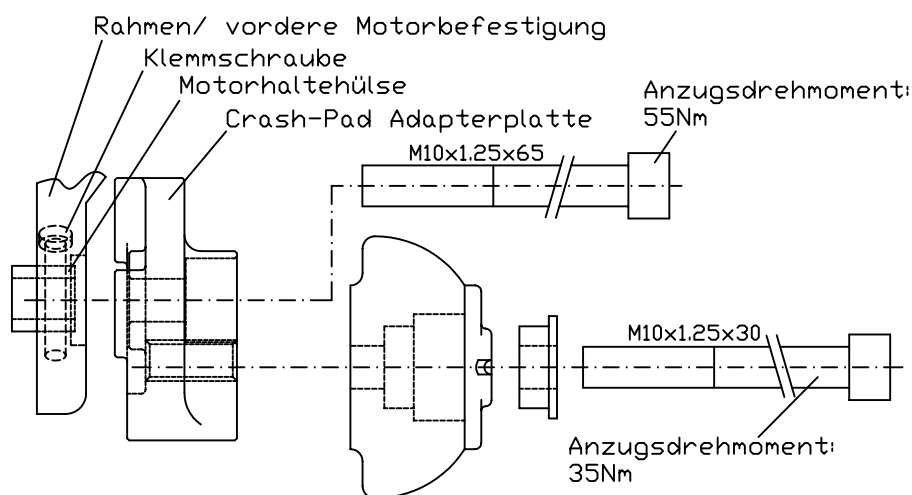 Rahmen/ vordere Motorbefestigung
Klemmschraube
Motorhaltehülse
Crash-Pad Adapterplatte
Anzugsdrehmoment:
55Nm
M10x1.25x65
M10x1.25x30
Anzugsdrehmoment:
35Nm